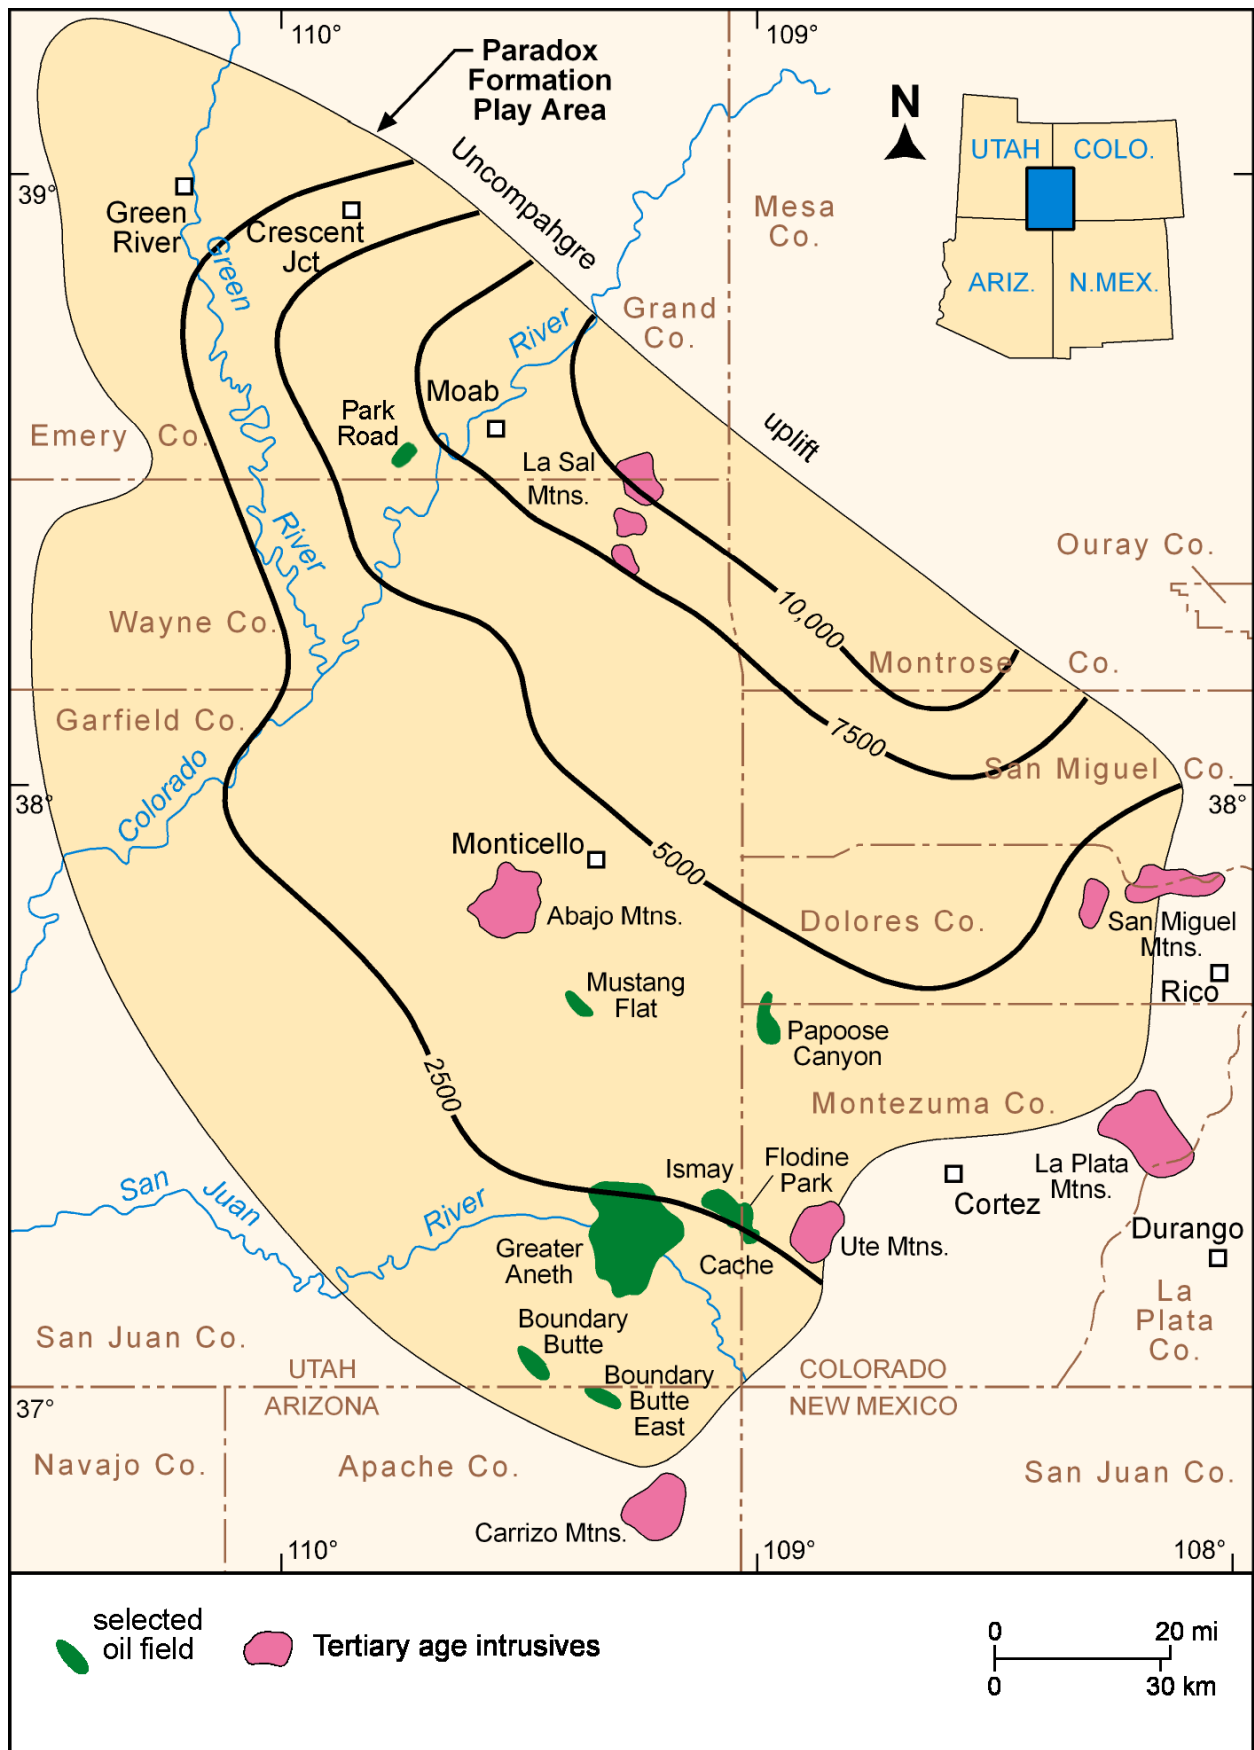 110°
109°
Paradox
Formation
Play Area
N
UTAH
COLO.
ARIZ.
N.MEX.
39°
Green
River
Crescent
Jct
Uncompahgre
Mesa
Co.
Green
River
Grand
Co.
Moab
Park
Road
Emery Co.
La Sal
Mtns.
uplift
River
Ouray Co.
10,000
Wayne Co.
Montrose Co.
Garfield Co.
7500
San Miguel Co.
Colorado
38°
38°
Monticello
5000
Abajo Mtns.
Dolores Co.
San Miguel
Mtns.
Mustang
Flat
Rico
Papoose
Canyon
2500
Montezuma Co.
Ismay
Flodine
Park
La Plata
Mtns.
San
Juan
River
Cortez
Durango
Greater
Aneth
Cache
Ute Mtns.
La
Plata
Co.
Boundary
Butte
San Juan Co.
UTAH
COLORADO
Boundary
Butte
East
37°
ARIZONA
NEW MEXICO
Navajo Co.
Apache Co.
San Juan Co.
Carrizo Mtns.
110°
109°
108°
selected
oil field
Tertiary age intrusives
0
20 mi
0
30 km